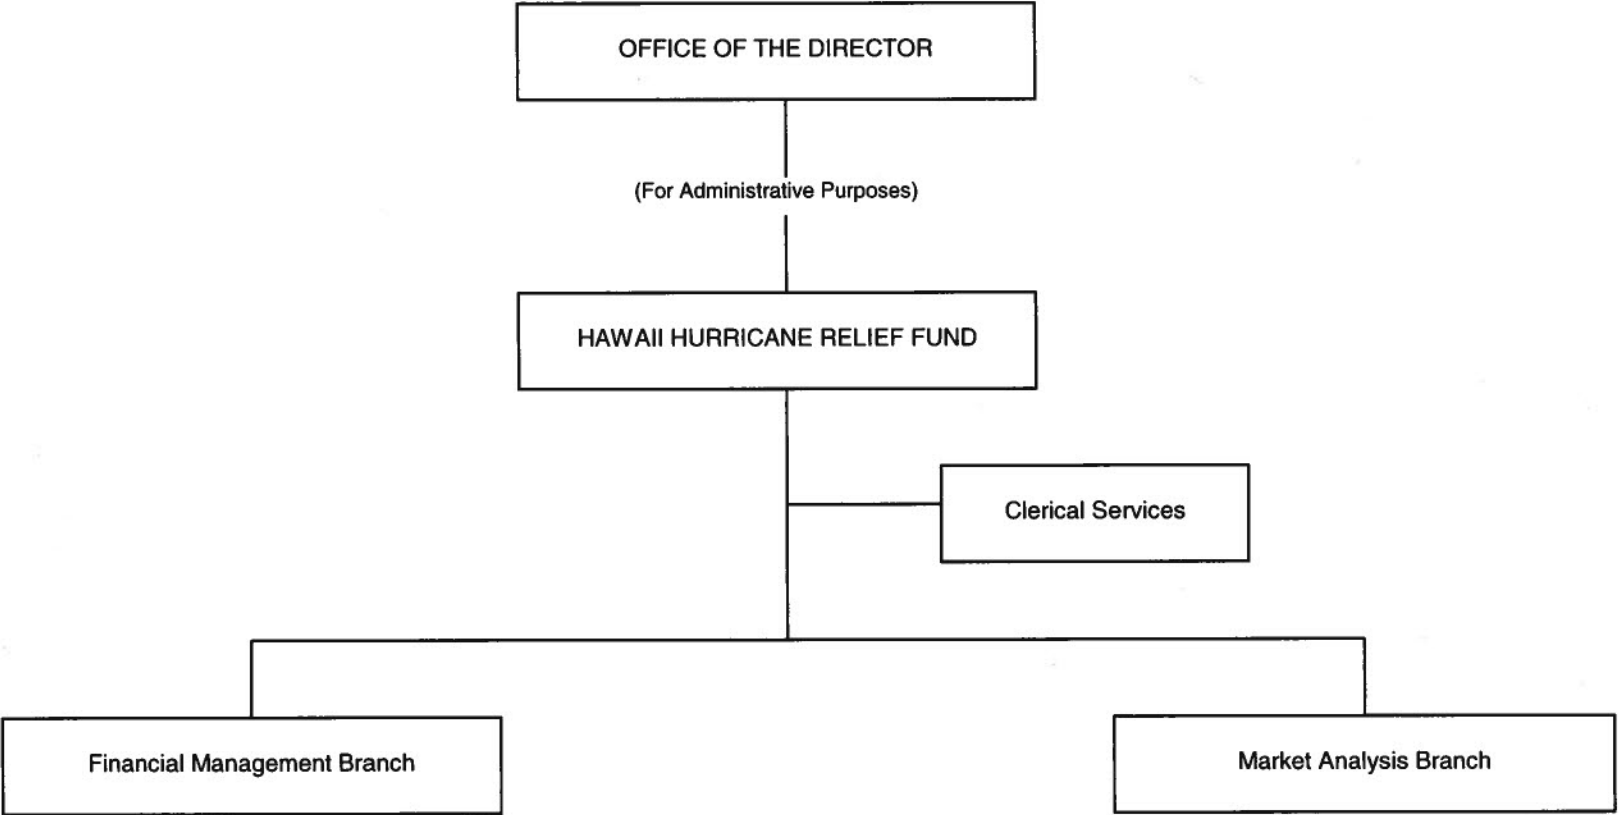 OFFICE OF THE DIRECTOR
(For Administrative Purposes)
HAWAII HURRICANE RELIEF FUND
Clerical Services
Financial Management Branch
Market Analysis Branch